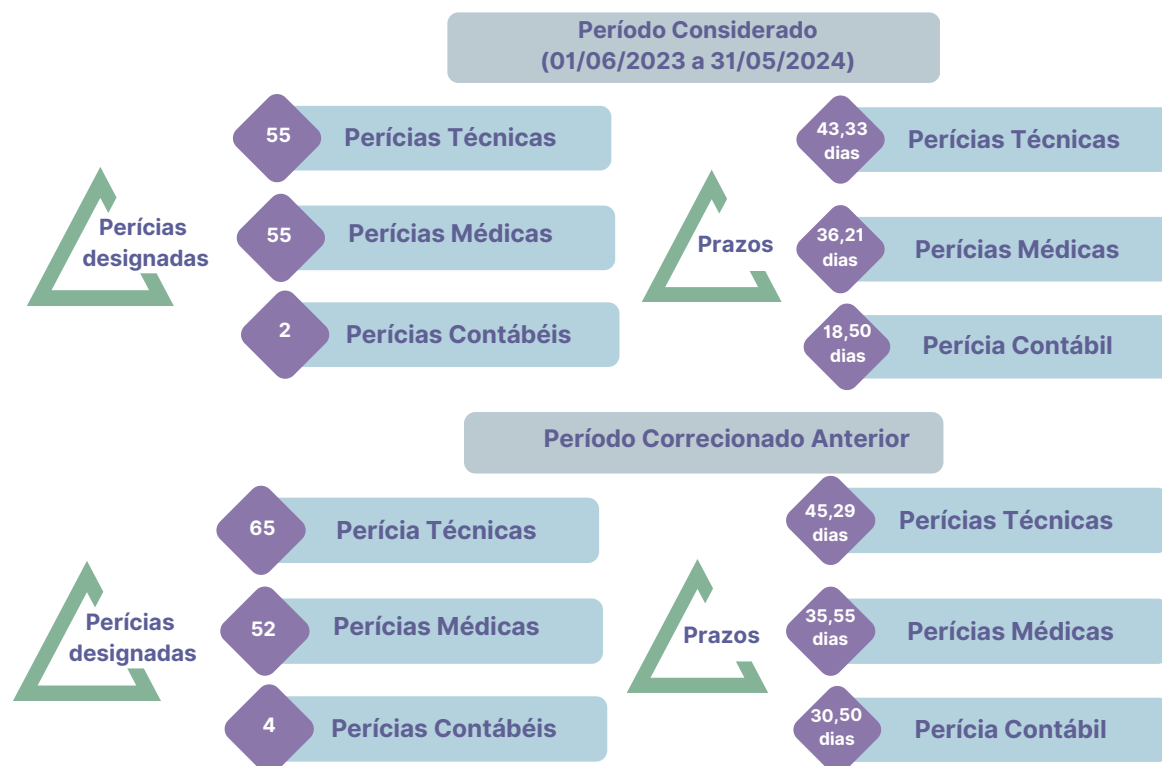 Período Considerado
(01/06/2023 a 31/05/2024)
Perícias
designadas
55
Perícias Técnicas
55
Perícias Médicas
2
Perícias Contábéis
Prazos
43,33
dias
Perícias Técnicas
36,21
dias
Perícias Médicas
18,50
dias
Perícia Contábil
Período Correcionado Anterior
Perícias
designadas
65
Perícia Técnicas
52
Perícias Médicas
4
Perícias Contábéis
Prazos
45,29
dias
Perícias Técnicas
35,55
dias
Perícias Médicas
30,50
dias
Perícia Contábil